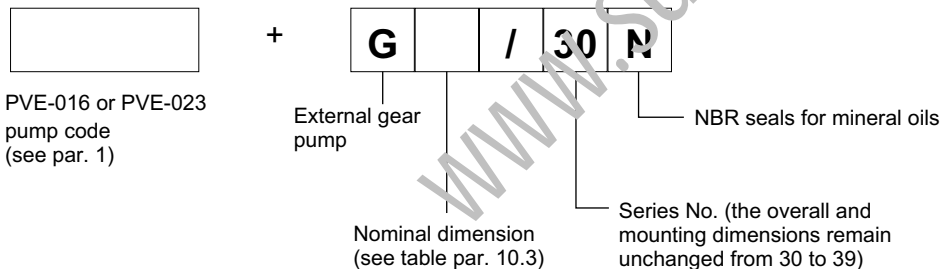 + G / 30 N
PVE-016 or PVE-023
pump code
(see par. 1)
External gear
pump
NBR seals for mineral oils
Nominal dimension
(see table par. 10.3)
Series No. (the overall and
mounting dimensions remain
unchanged from 30 to 39)